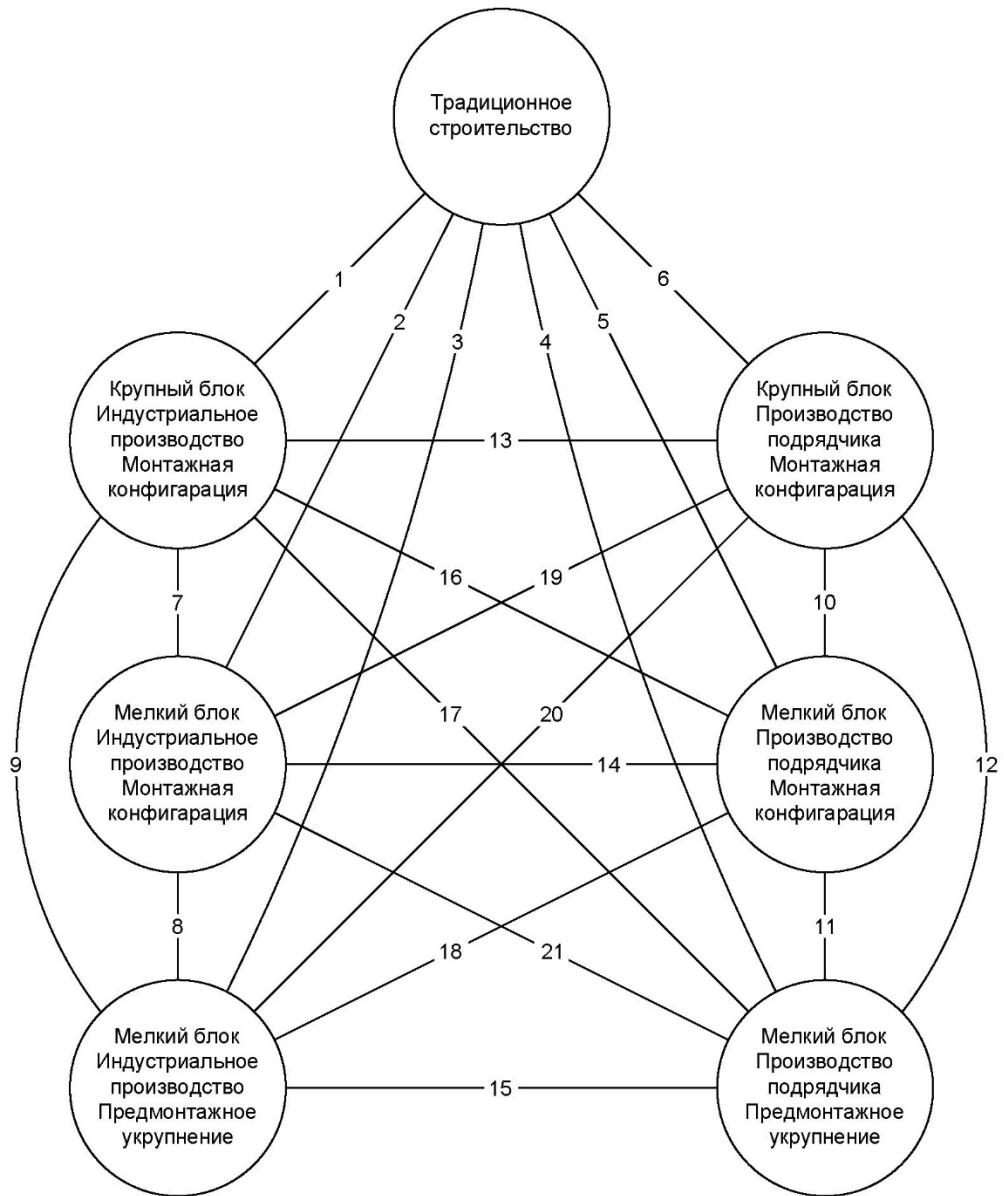 Традиционное
строительство
1
2
3
4
5
6
Крупный блок
Индустриальное
производство
Монтажная
конфигарация
13
Крупный блок
Производство
подрядчика
Монтажная
конфигарация
7
16
19
10
Мелкий блок
Индустриальное
производство
Монтажная
конфигарация
17
20
Мелкий блок
Производство
подрядчика
Монтажная
конфигарация
9
14
12
8
18
21
11
Мелкий блок
Индустриальное
производство
Предмонтажное
укрупнение
15
Мелкий блок
Производство
подрядчика
Предмонтажное
укрупнение